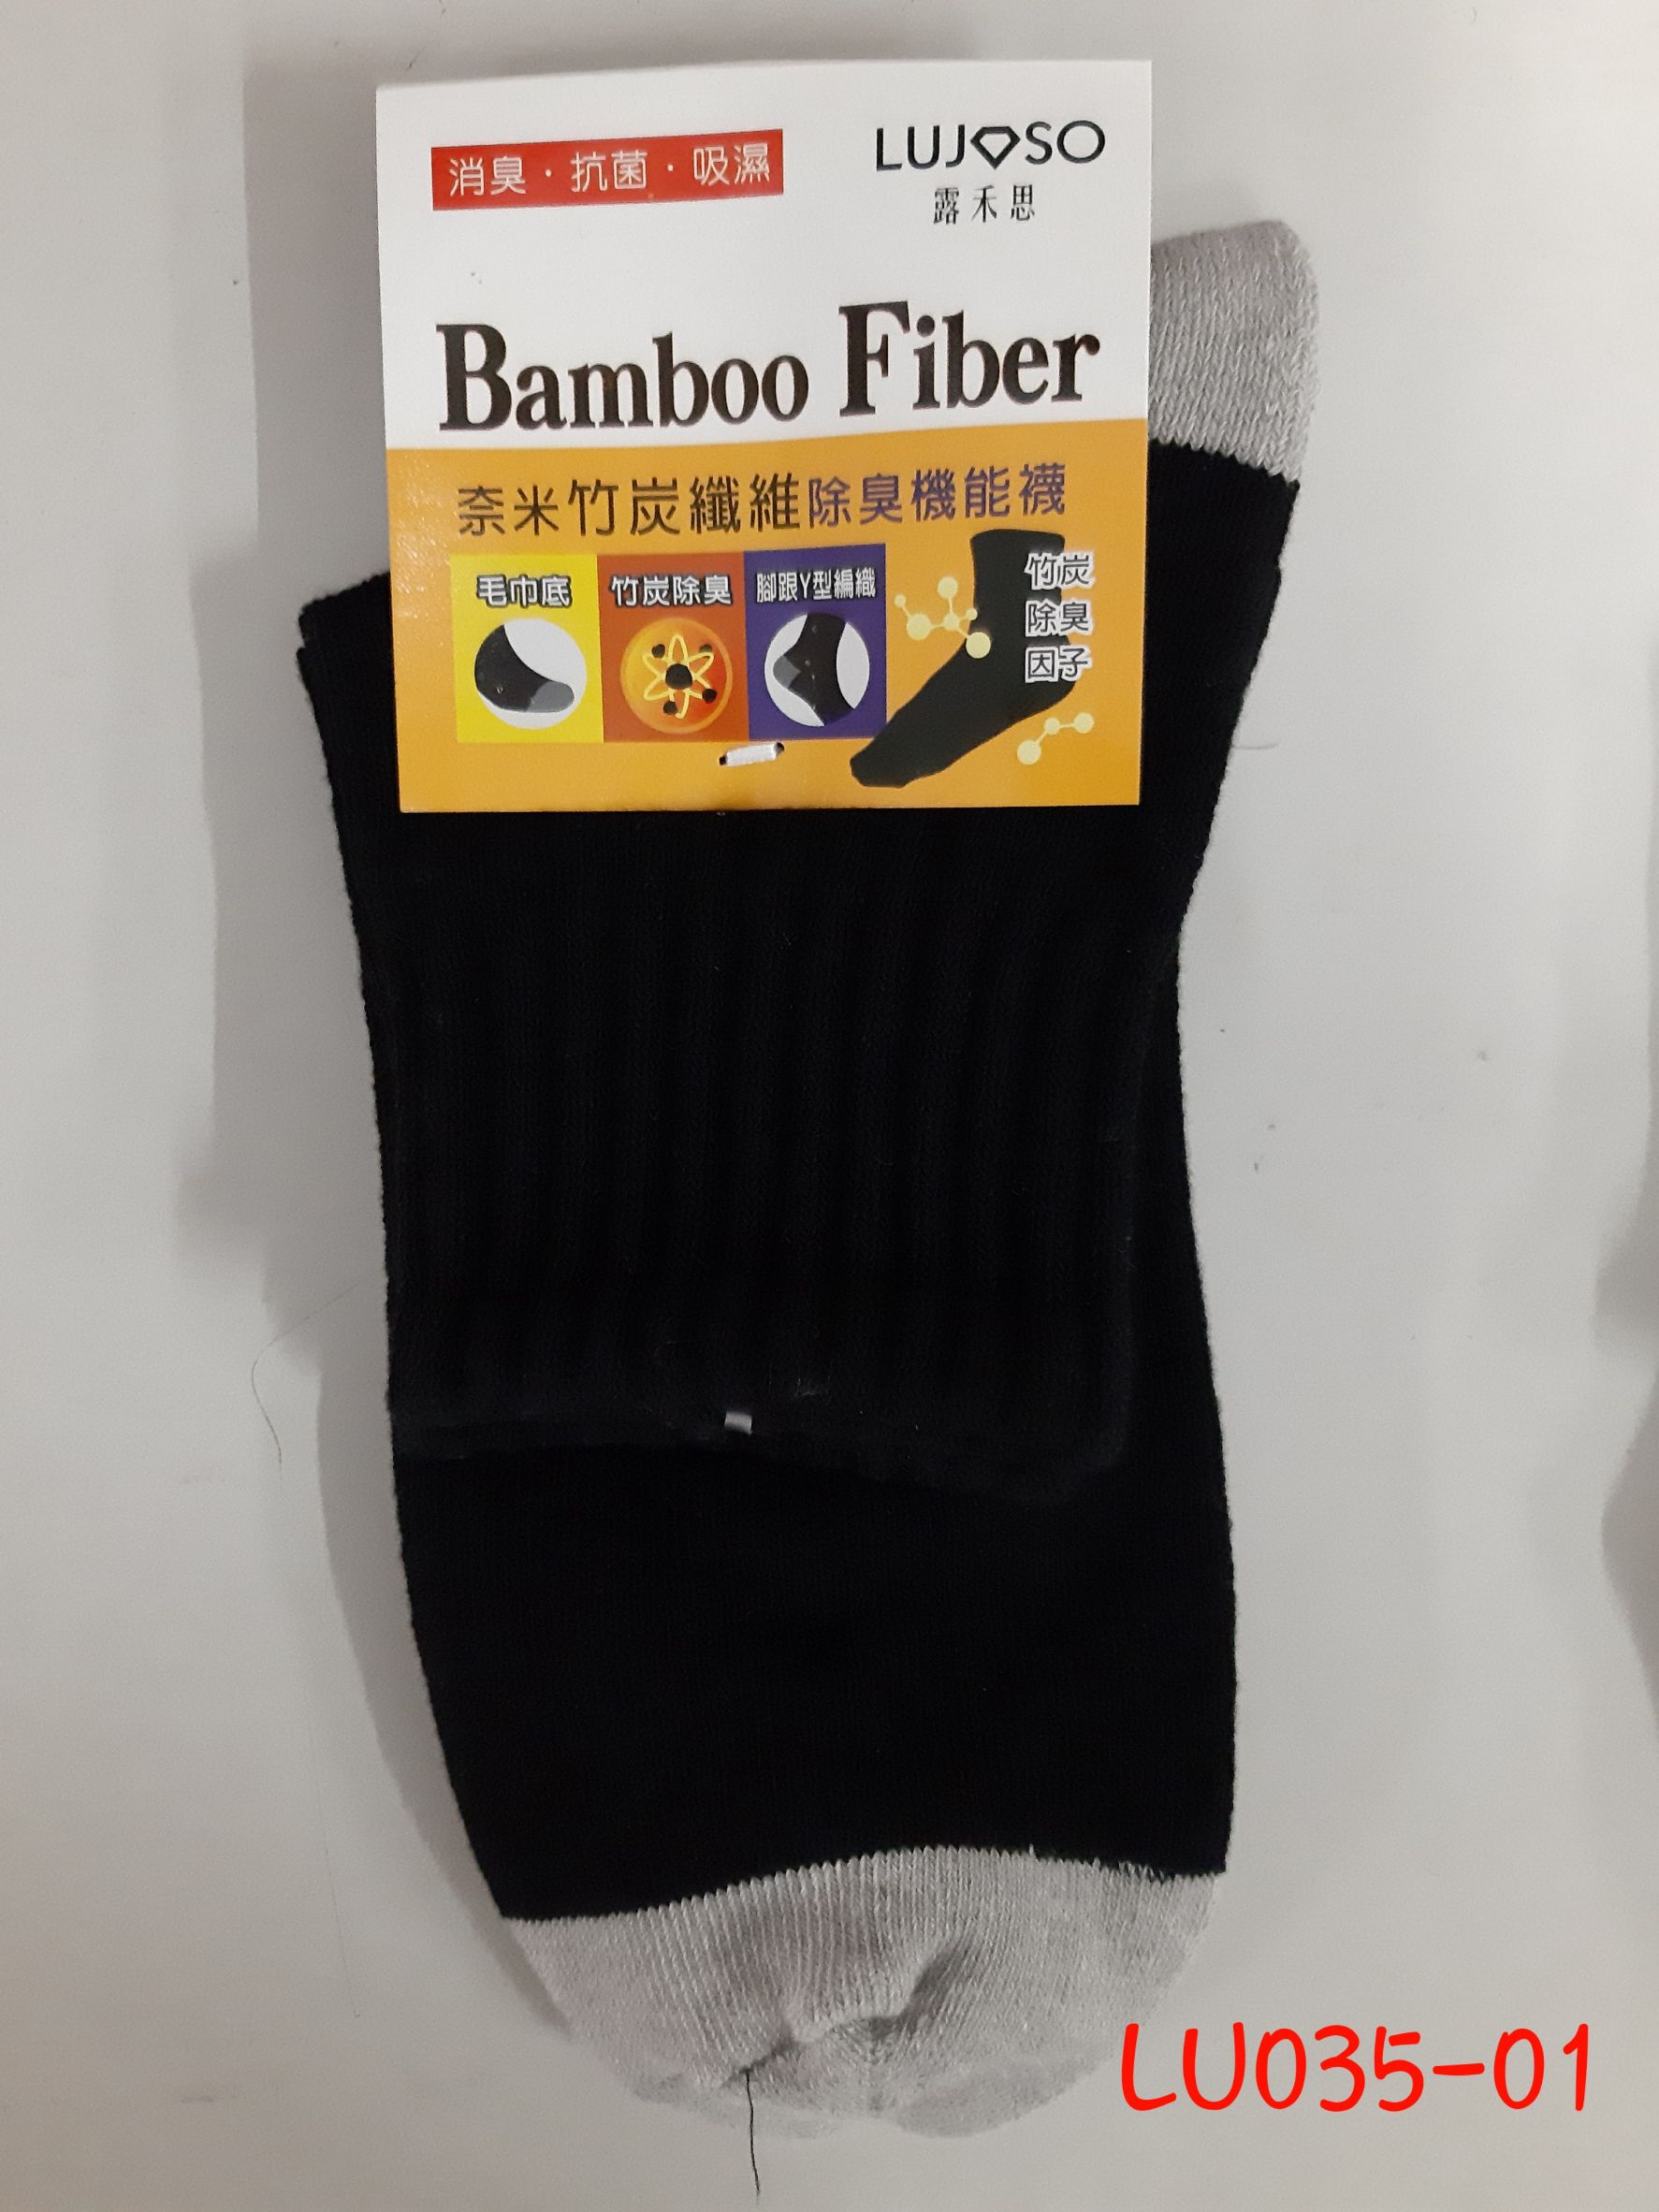 消臭・抗菌・吸濕
LUJOSO
露禾思
Bamboo Fiber
奈米竹炭纖維除臭機能襪
毛巾底
竹炭除臭
腳跟Y型編織
竹炭
除臭
因子
LU035-01